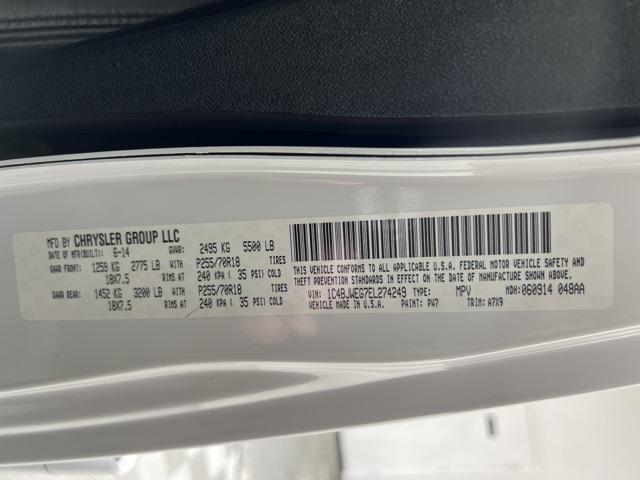 MFD BY CHRYSLER GROUP LLC
DATE OF MFR(BUILT): 6-14 GVWR: 2495 KG 5500 LB
GAWR FRONT: 1259 KG 2775 LB WITH P255/70R18 TIRES
18X7.5 RIMS AT 240 KPA ( 35 PSI) COLD
GAWR REAR: 1452 KG 3200 LB WITH P255/70R18 TIRES
18X7.5 RIMS AT 240 KPA ( 35 PSI) COLD
THIS VEHICLE CONFORMS TO ALL APPLICABLE U.S.A. FEDERAL MOTOR VEHICLE SAFETY AND
THEFT PREVENTION STANDARDS IN EFFECT ON THE DATE OF MANUFACTURE SHOWN ABOVE.
VIN: 1C4BJWEG7EL274249 TYPE: MPV MDH: 060914 048AA
VEHICLE MADE IN U.S.A. PAINT: PW7 TRIM: A7X9